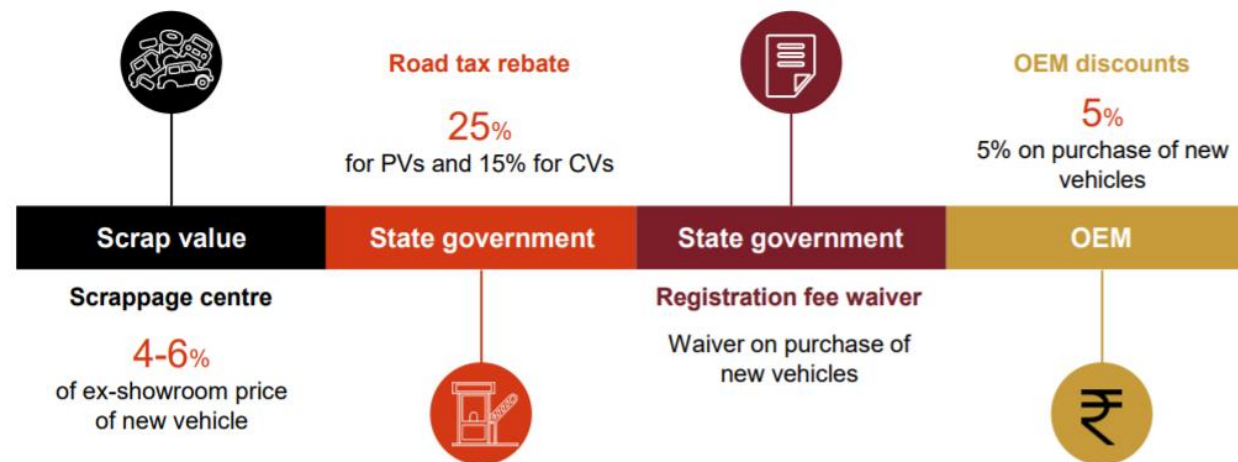 Scrap value
Scrappage centre
4-6%
of ex-showroom price
of new vehicle
Road tax rebate
25%
for PVs and 15% for CVs
State government
State government
Registration fee waiver
Waiver on purchase of
new vehicles
OEM discounts
5%
5% on purchase of new
vehicles
OEM
₹